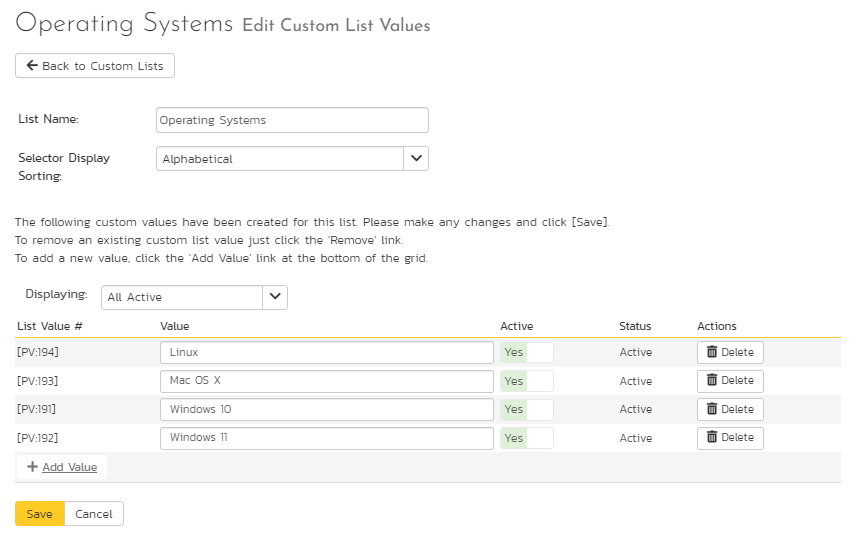 Operating Systems Edit Custom List Values
Back to Custom Lists
List Name: Operating Systems
Selector Display Sorting: Alphabetical
The following custom values have been created for this list. Please make any changes and click [Save].
To remove an existing custom list value just click the 'Remove' link.
To add a new value, click the 'Add Value' link at the bottom of the grid.
Displaying: All Active
List Value # Value Active Status Actions
[PV:194] Linux Yes Active Delete
[PV:193] Mac OS X Yes Active Delete
[PV:191] Windows 10 Yes Active Delete
[PV:192] Windows 11 Yes Active Delete
+ Add Value
Save Cancel